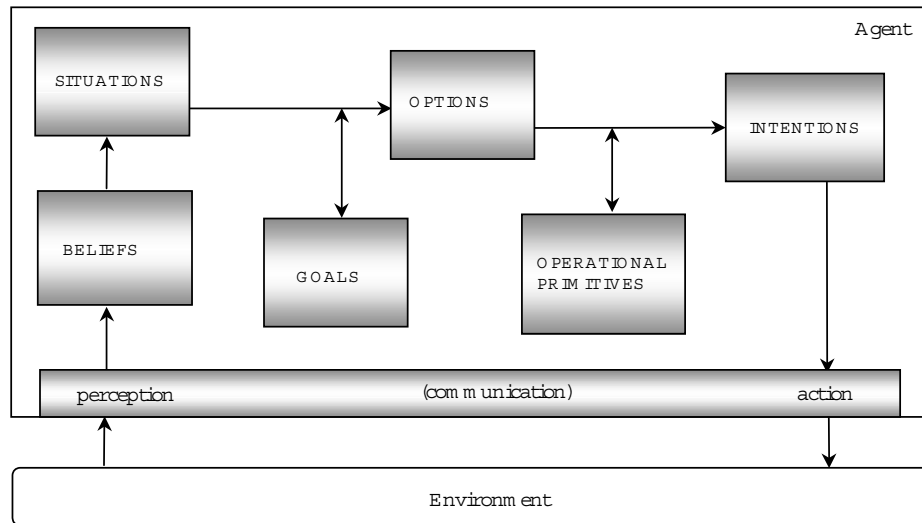 Agent
SITUATIONS
OPTIONS
INTENTIONS
BELIEFS
GOALS
OPERATIONAL
PRIMITIVES
perception
(communication)
action
Environment